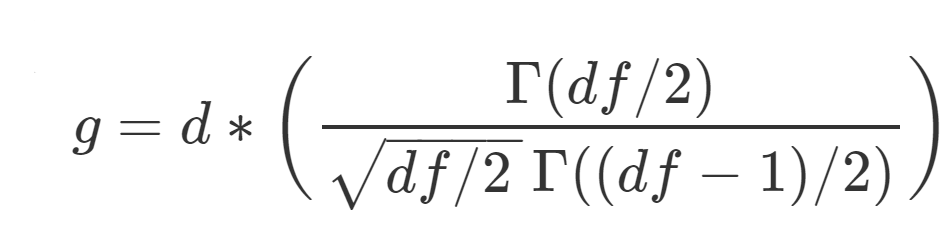 g = d * ( Γ(df/2) / √(df/2) Γ((df − 1)/2) )